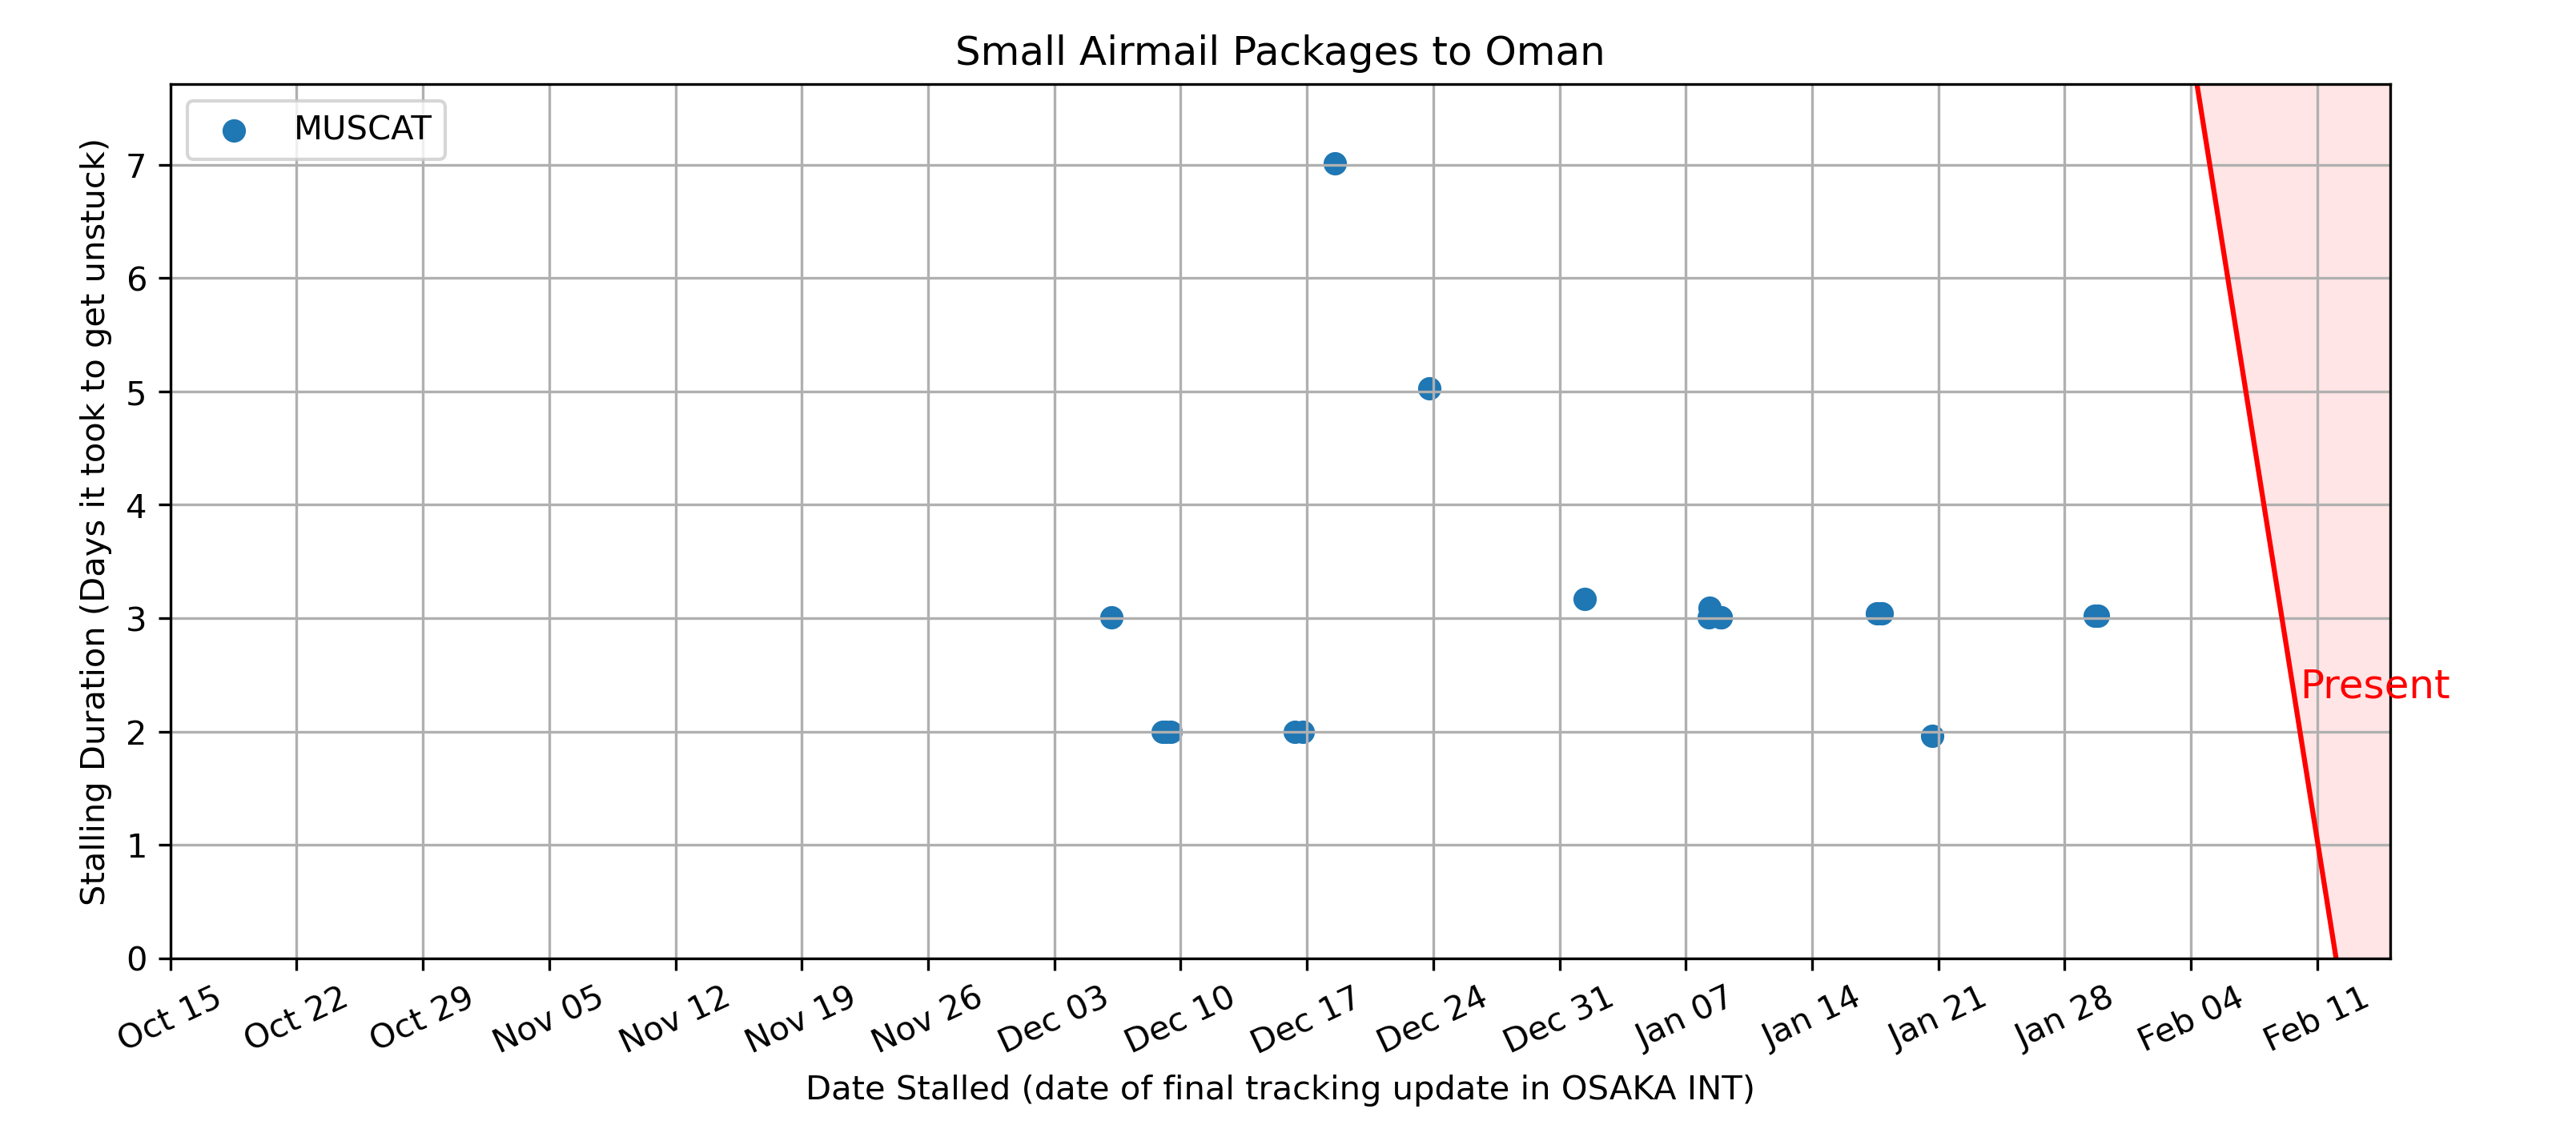 Small Airmail Packages to Oman
MUSCAT
Stalling Duration (Days it took to get unstuck)
7
6
5
4
3
2
1
0
Present
Oct 15 Oct 22 Oct 29 Nov 05 Nov 12 Nov 19 Nov 26 Dec 03 Dec 10 Dec 17 Dec 24 Dec 31 Jan 07 Jan 14 Jan 21 Jan 28 Feb 04 Feb 11
Date Stalled (date of final tracking update in OSAKA INT)